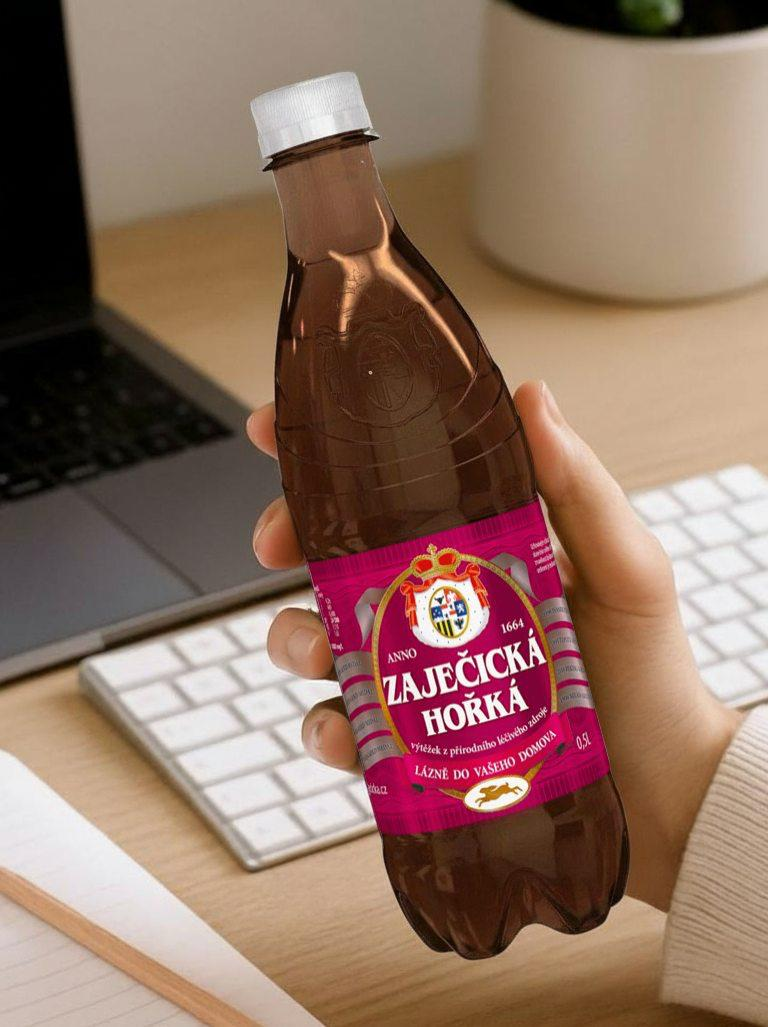 ANNO 1664
ZAJEČICKÁ
HOŘKÁ
výtěžek z přírodního léčivého zdroje
LÁZNĚ DO VAŠEHO DOMOVA
0,5L